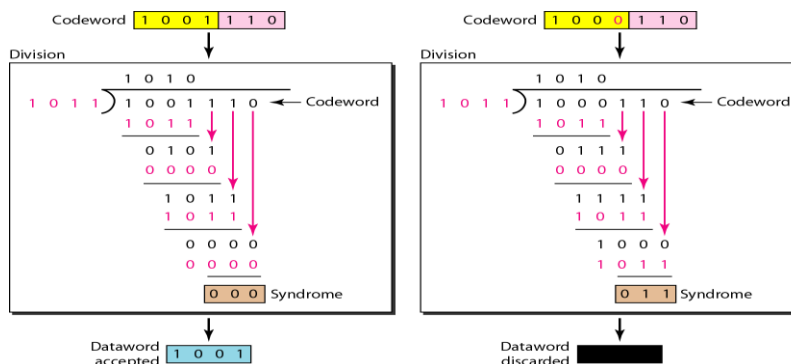 Codeword 1 0 0 1 1 1 0
Division
1 0 1 0
1 0 1 1 1 0 0 1 1 1 0 Codeword
1 0 1 1
0 1 0 1
0 0 0 0
1 0 1 1
1 0 1 1
0 0 0 0
0 0 0 0
0 0 0 Syndrome
Dataword
accepted 1 0 0 1
Codeword 1 0 0 0 1 1 0
Division
1 0 1 0
1 0 1 1 1 0 0 0 1 1 0 Codeword
1 0 1 1
0 1 1 1
0 0 0 0
1 1 1 1
1 0 1 1
1 0 0 0
1 0 1 1
0 1 1 Syndrome
Dataword
discarded